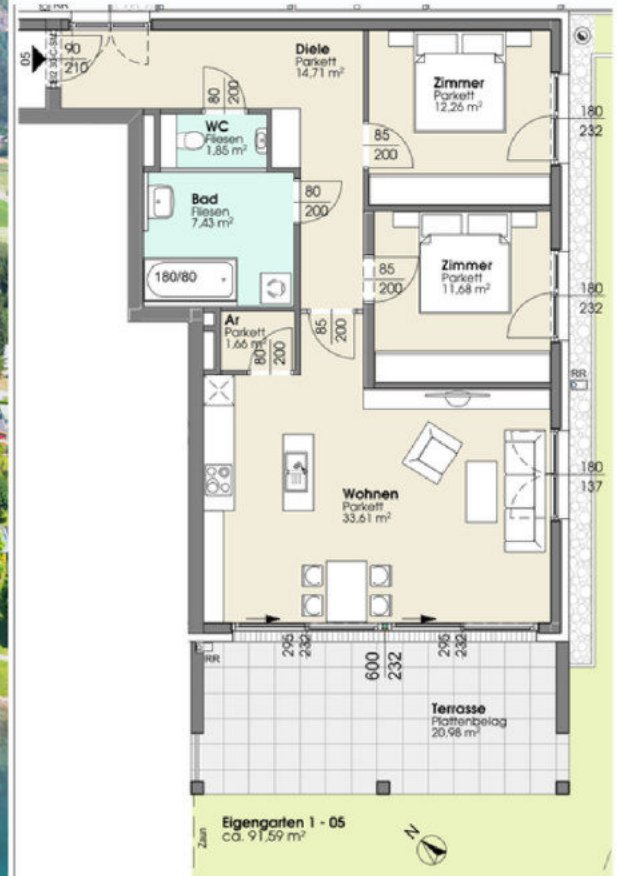 RR
05
90
210
Diele
Parkett
14,71 m²
80
200
WC
Fliesen
1,85 m²
Zimmer
Parkett
12,26 m²
180
232
85
200
Bad
Fliesen
7,43 m²
80
200
180/80
Zimmer
Parkett
11,68 m²
85
200
180
232
Ar
Parkett
1,66 m²
80
200
85
200
RR
180
137
Wohnen
Parkett
33,61 m²
295
232
600
232
295
232
RR
Terrasse
Plattenbelag
20,98 m²
Zaun
Eigengarten 1 - 05
ca. 91,59 m²
N